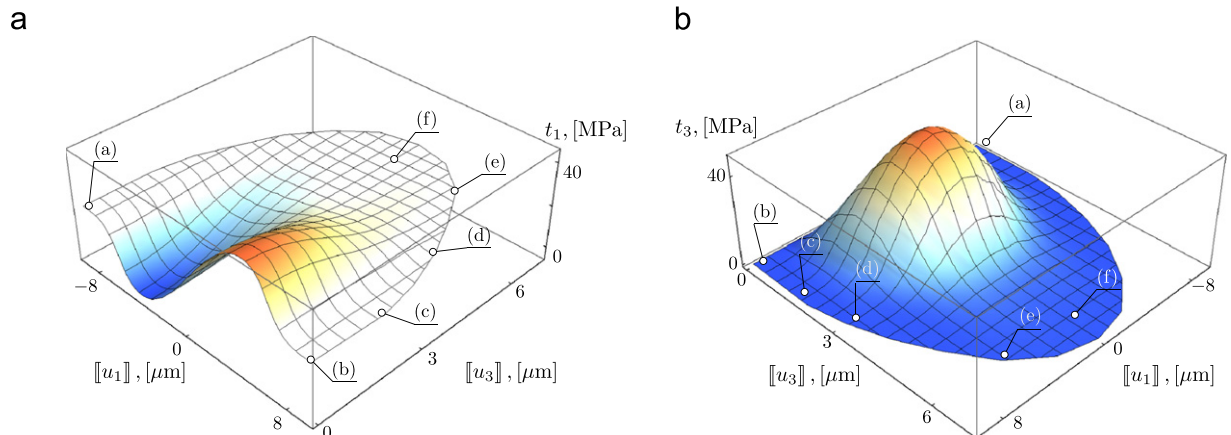 a
(a)
(f)
t₁, [MPa]
(e)
40
(d)
0
−8
(c)
6
0
(b)
3
⟦u₁⟧, [μm]
⟦u₃⟧, [μm]
8
0
b
t₃, [MPa]
(a)
40
(b)
(c)
(d)
(f)
0
(e)
−8
3
0
⟦u₃⟧, [μm]
⟦u₁⟧, [μm]
6
8